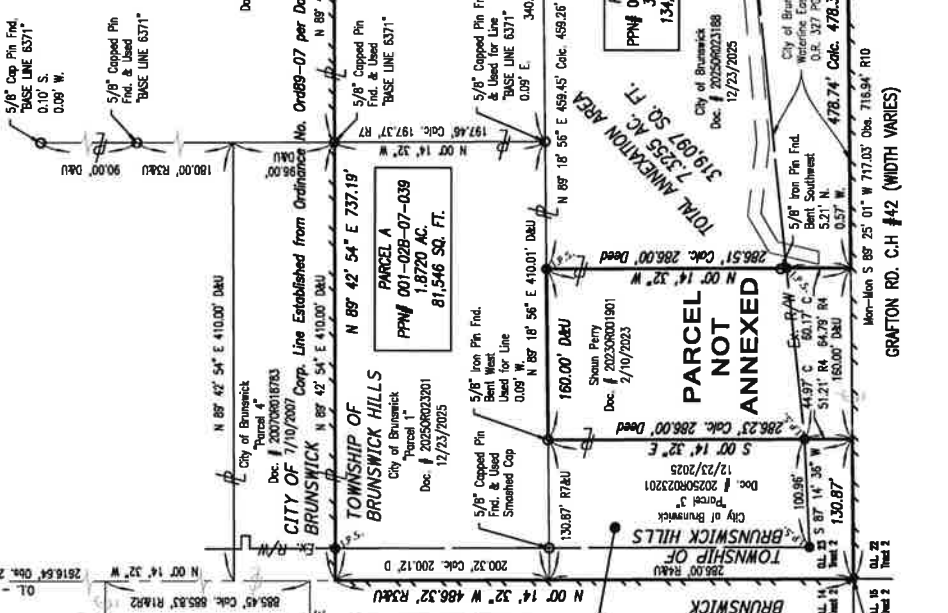 5/8" Cap Pin Fnd.
"BASE LINE 6371"
0.10' S.
0.09' W.
5/8" Capped Pin
Fnd. & Used
"BASE LINE 6371"
Corp. Line Established from Ordinance No. Ord89-07 per
5/8" Capped Pin
Fnd. & Used
"BASE LINE 6371"
5/8" Capped Pin
& Used for Line
"BASE LINE 6371"
0.09' E.
N 89° 18' 56" E 459.45' Calc. 459.26'
PPN#
City of Brunswick
Doc. # 2025OR023188
12/23/2025
TOTAL ANNEXATION AREA
7.3255 AC.
319,097 SQ. FT.
City of
Waterline
O.R. 327
478.74' Calc.
90.00' D&U
180.00' R3&U
96.00' D&U
N 00° 14' 32" W
197.46' Calc. 197.37' R7
5/8" Iron Pin Fnd.
Bent Southwest
5.21' N.
0.57' W.
Mon-Mon S 89° 25' 01" W 717.03' Obs. 716.94' R10
GRAFTON RD. C.H #42 (WIDTH VARIES)
N 89° 42' 54" E 410.00' D&U
N 89° 42' 54" E 410.00' D&U
N 89° 42' 54" E 737.19'
PARCEL A
PPN# 001-02B-07-039
1.8720 AC.
81,546 SQ. FT.
N 89° 18' 56" E 410.01' D&U
N 00° 14' 32" W
286.51' Calc. 286.00' Deed
City of Brunswick
"Parcel 4"
Doc. # 2007OR018783
7/10/2007
CITY OF
BRUNSWICK
TOWNSHIP OF
BRUNSWICK HILLS
City of Brunswick
"Parcel 1"
Doc. # 2025OR023201
12/23/2025
5/8" Iron Pin Fnd.
Bent West
Used for Line
0.09' W.
160.00' D&U
Shaun Perry
Doc. # 2023OR001901
2/10/2023
PARCEL
NOT
ANNEXED
Ex. R/W
44.97' C 60.17' C
51.21' R4 64.79' R4
160.00' D&U
5/8" Capped Pin
Fnd. & Used
Smashed Cap
130.87' R7&U
S 00° 14' 32" E
286.23' Calc. 286.00' Deed
City of Brunswick
"Parcel 3"
Doc. # 2025OR023201
12/23/2025
TOWNSHIP OF
BRUNSWICK HILLS
100.96'
S 87° 14' 36" W
130.87'
Ex. R/W
I.P.S.
I.P.S.
I.P.S.
200.32' Calc. 200.12' D
286.00' R4&U
N 00° 14' 32" W 486.32' R3&U
N 00° 14' 32" W
2616.64' Obs.
885.45' Calc.
885.83' R1&R2
O.L. 23
Tract 2
O.L. 22
Tract 2
BRUNSWICK